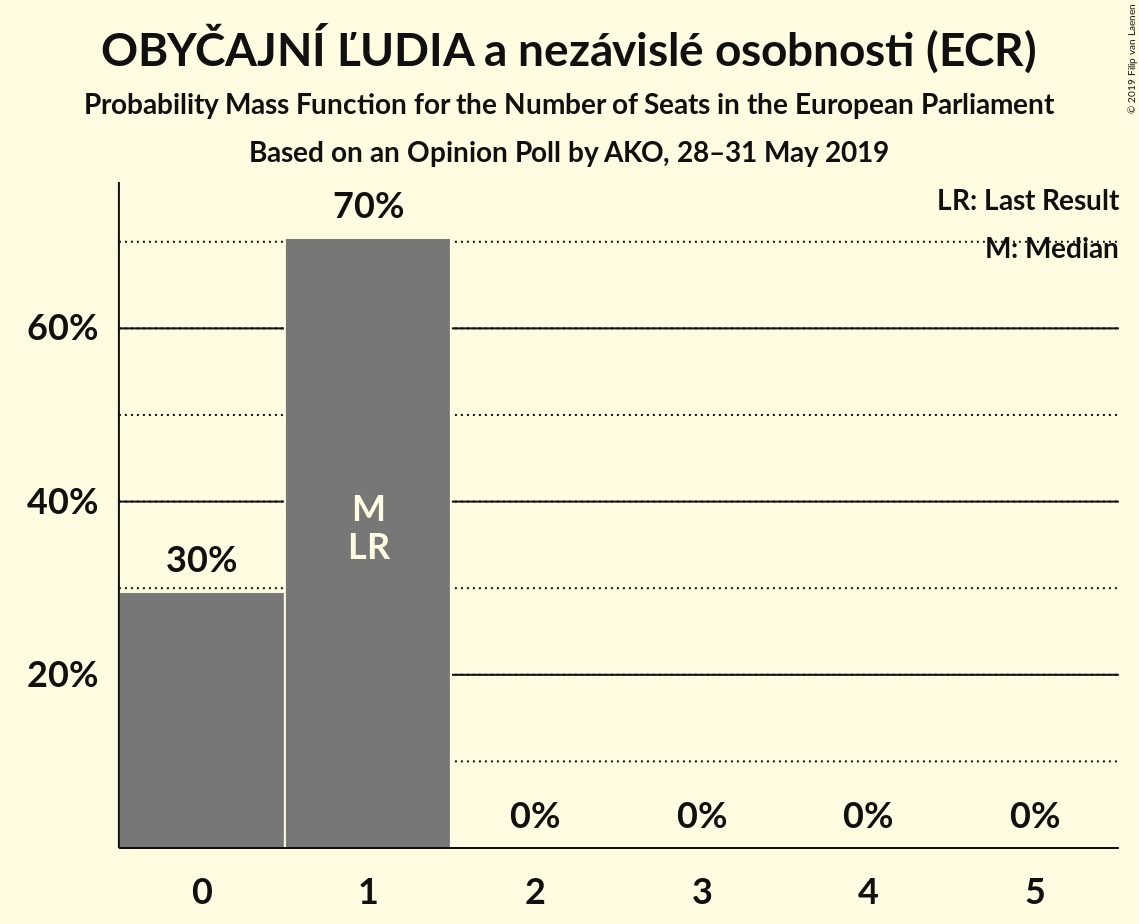 OBYČAJNÍ ĽUDIA a nezávislé osobnosti (ECR)
Probability Mass Function for the Number of Seats in the European Parliament
Based on an Opinion Poll by AKO, 28–31 May 2019
© 2019 Filip van Laenen
LR: Last Result
M: Median
70%
60%
40%
30%
20%
M
LR
0%
0%
0%
0%
0
1
2
3
4
5